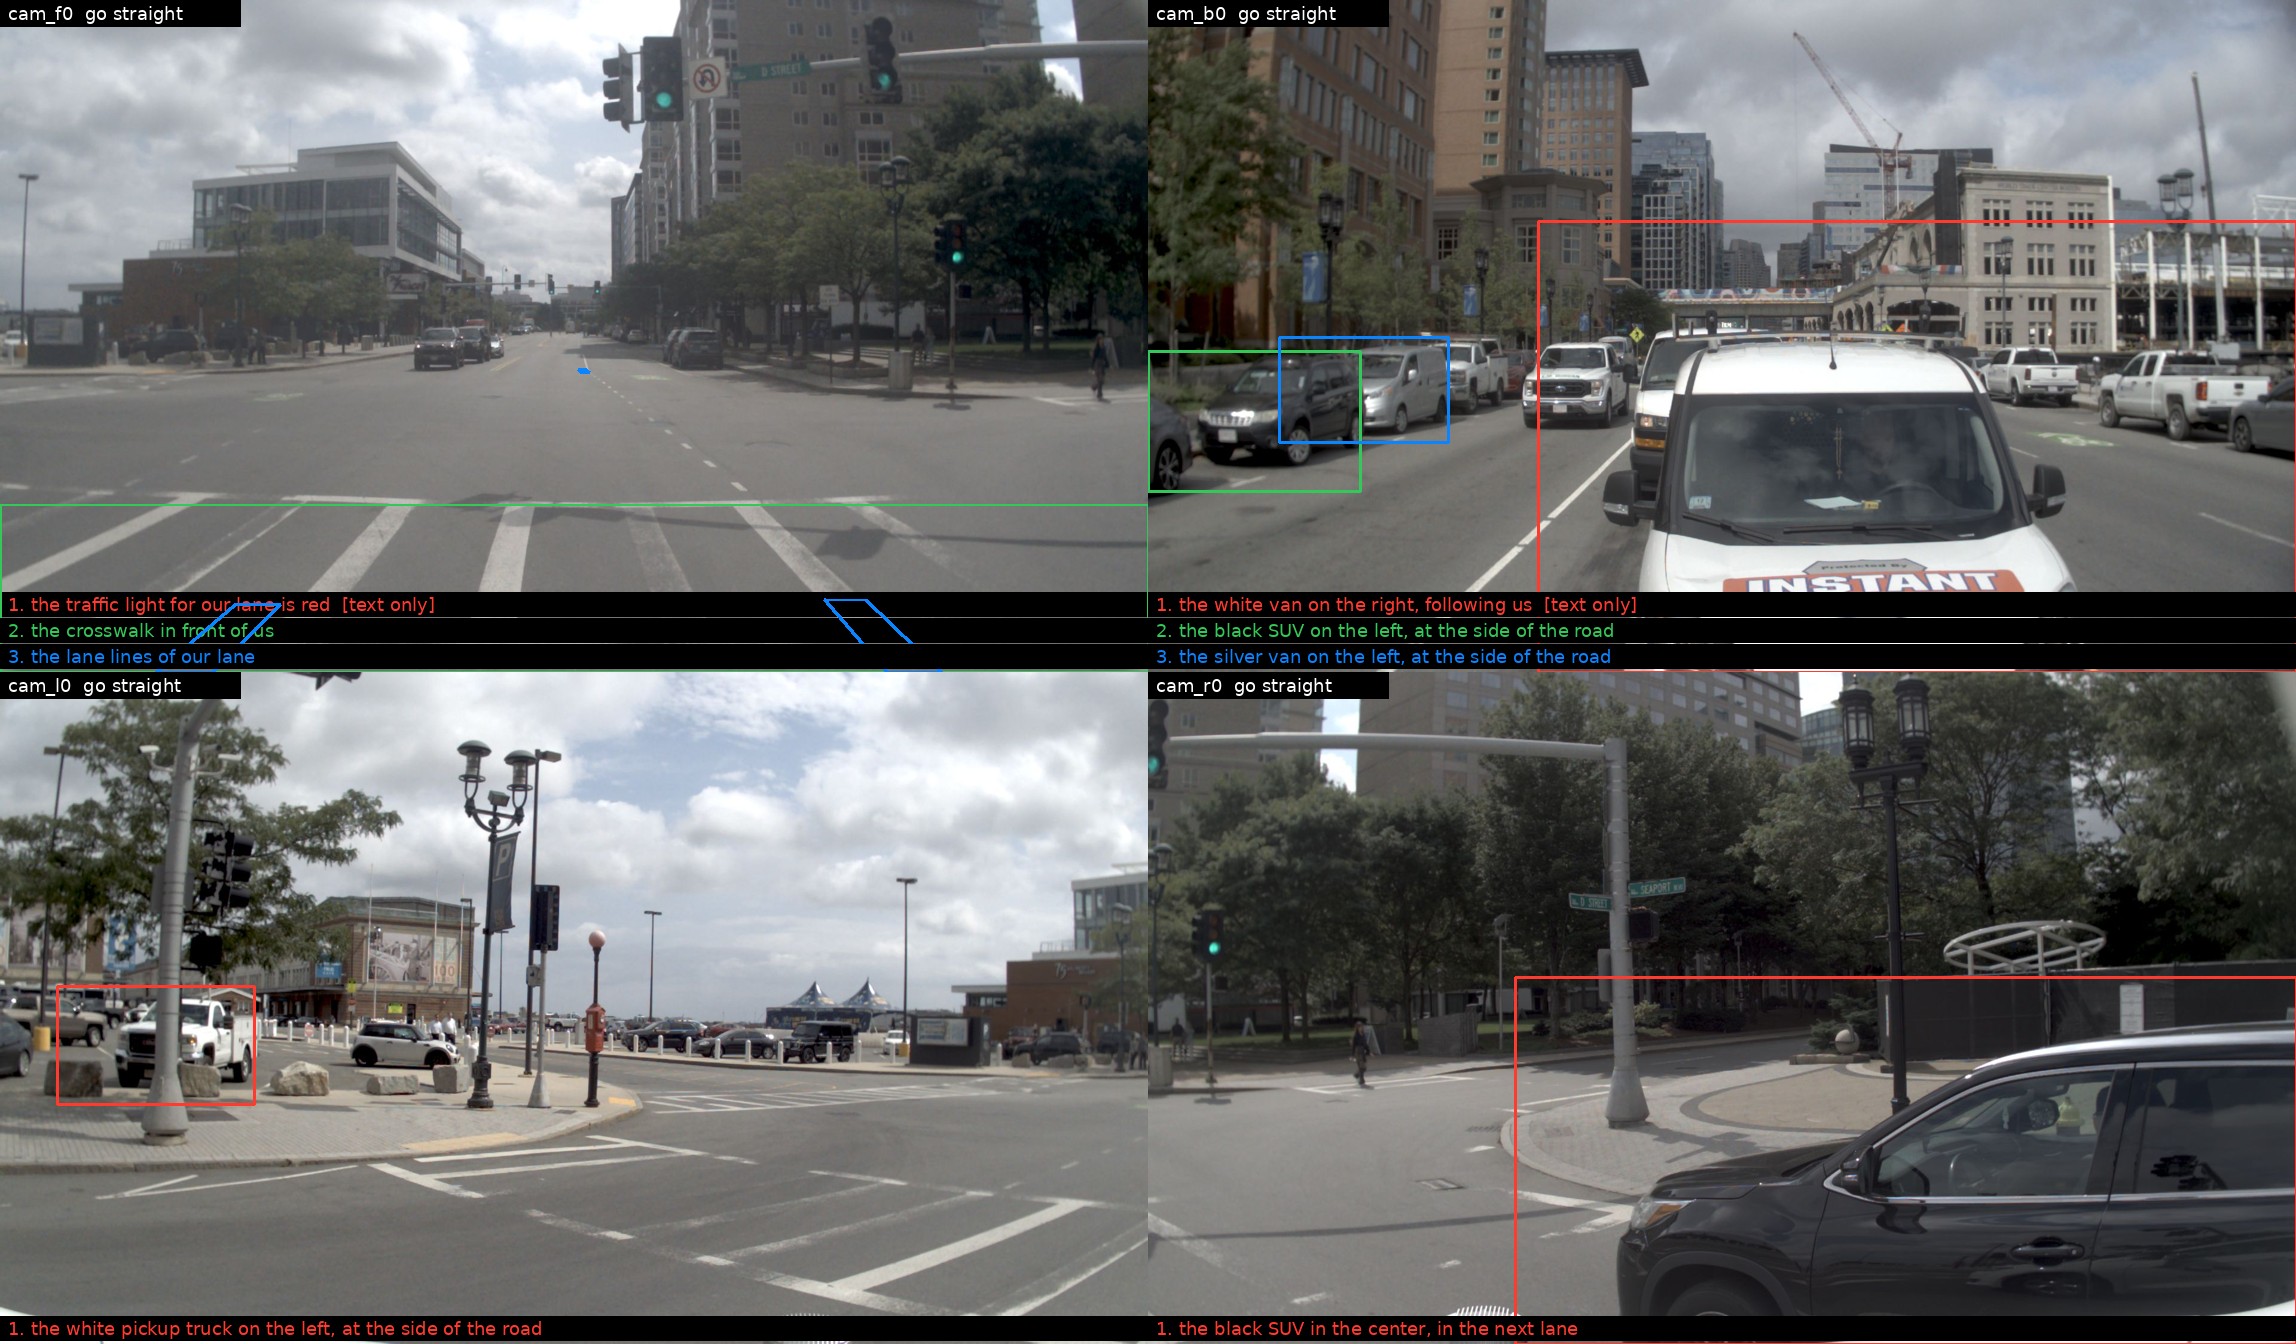 cam_f0 go straight
D STREET
1. the traffic light for our lane is red [text only]
2. the crosswalk in front of us
3. the lane lines of our lane
cam_b0 go straight
Protected By
INSTANT
1. the white van on the right, following us [text only]
2. the black SUV on the left, at the side of the road
3. the silver van on the left, at the side of the road
cam_l0 go straight
P
75
100
1. the white pickup truck on the left, at the side of the road
cam_r0 go straight
SEAPORT
D STREET
1. the black SUV in the center, in the next lane